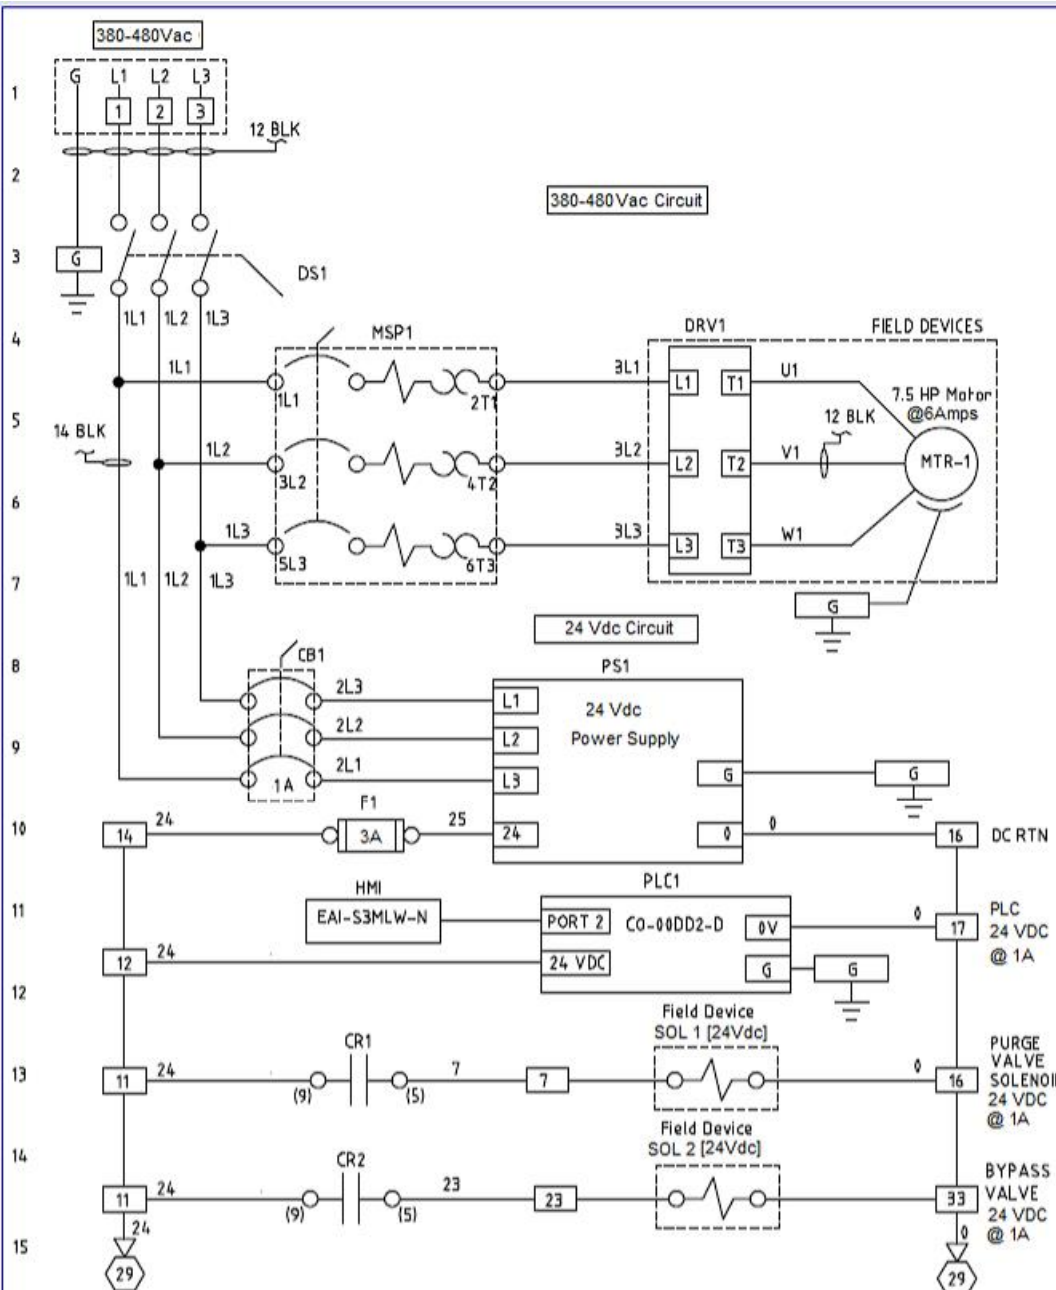 380-480Vac
1
G L1 L2 L3
1 2 3
12 BLK
2
380-480Vac Circuit
3
G
DS1
1L1 1L2 1L3
4
MSP1
DRV1
FIELD DEVICES
1L1
1L1
2T1
3L1
L1
T1
U1
7.5 HP Motor
@6Amps
5
14 BLK
12 BLK
1L2
3L2
4T2
3L2
L2
T2
V1
MTR-1
6
1L3
5L3
6T3
3L3
L3
T3
W1
7
1L1 1L2 1L3
G
24 Vdc Circuit
8
CB1
PS1
2L3
L1
24 Vdc
Power Supply
9
2L2
L2
2L1
L3
1A
G
G
F1
10
14
24
3A
25
24
0
0
16
DC RTN
HMI
PLC1
11
EAI-S3MLW-N
PORT 2
C0-00DD2-D
0V
0
17
PLC
24 VDC
@ 1A
12
24
24 VDC
G
G
12
Field Device
SOL 1 [24Vdc]
13
11
24
CR1
(9)
(5)
7
7
0
16
PURGE
VALVE
SOLENOI
24 VDC
@ 1A
14
Field Device
SOL 2 [24Vdc]
11
24
CR2
(9)
(5)
23
23
33
BYPASS
VALVE
24 VDC
@ 1A
15
24
0
29
29